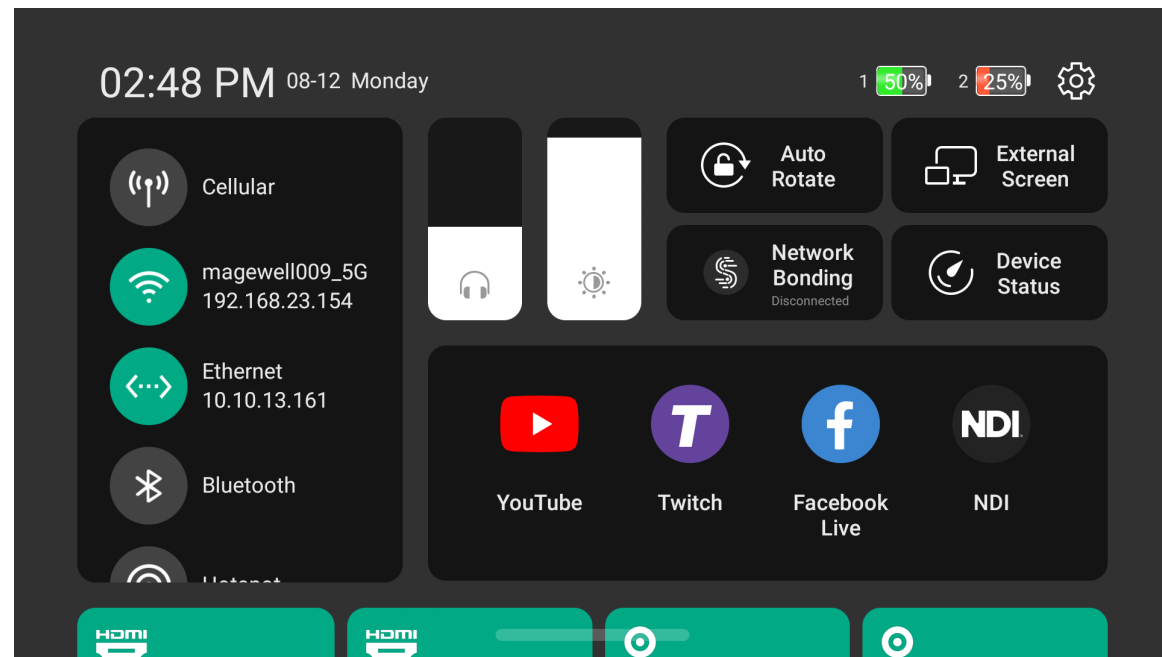 02:48 PM 08-12 Monday
1 50% 2 25%
Cellular
magewell009_5G
192.168.23.154
Ethernet
10.10.13.161
Bluetooth
Auto
Rotate
External
Screen
Network
Bonding
Disconnected
Device
Status
T
f
NDI
YouTube
Twitch
Facebook
Live
NDI
HDMI
HDMI